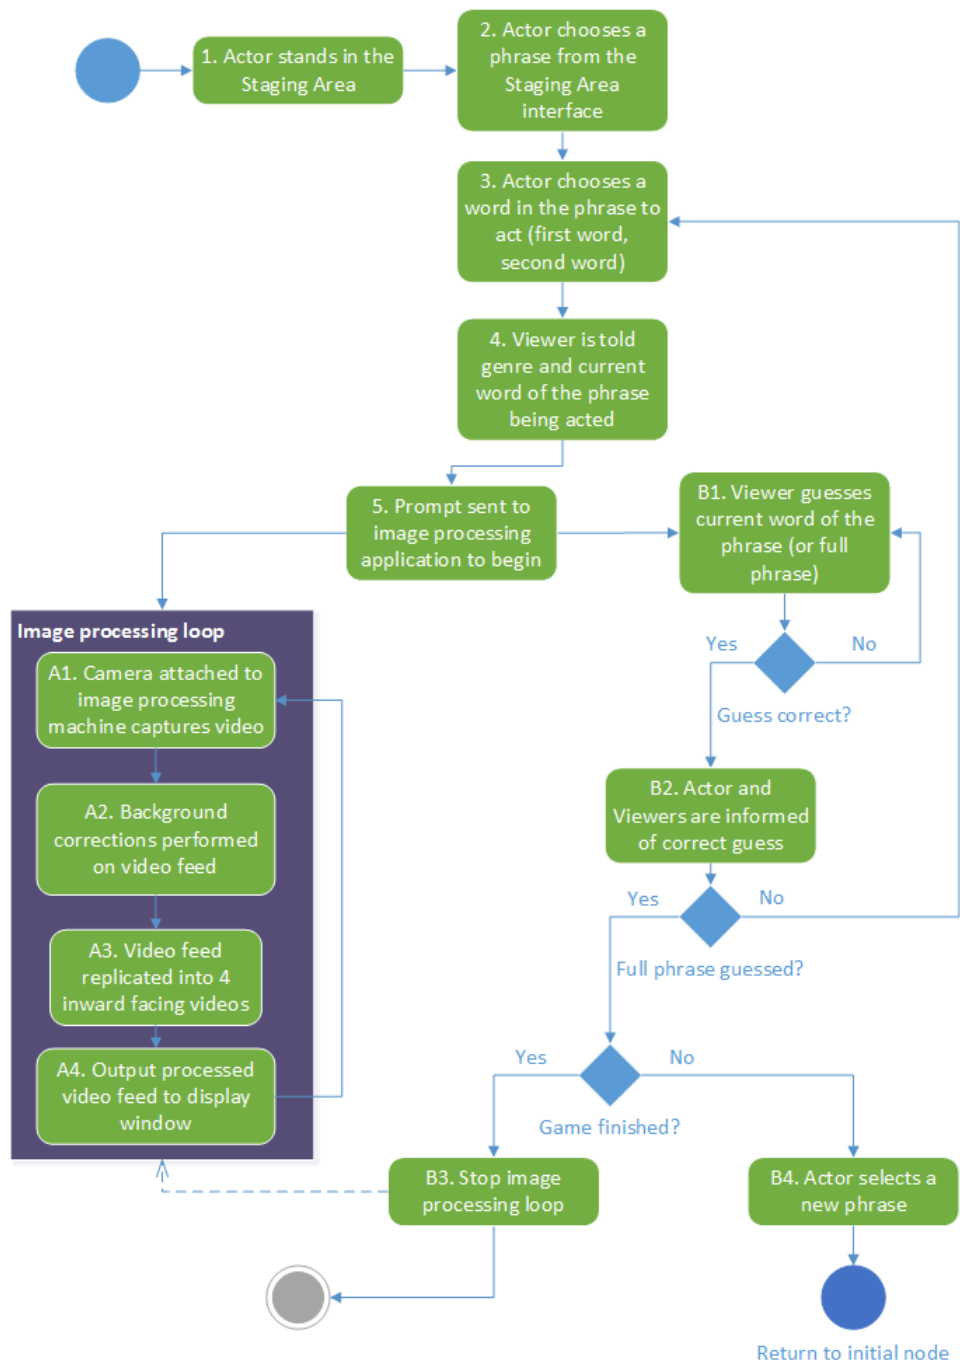 1. Actor stands in the
Staging Area
2. Actor chooses a
phrase from the
Staging Area
interface
3. Actor chooses a
word in the phrase to
act (first word,
second word)
4. Viewer is told
genre and current
word of the phrase
being acted
5. Prompt sent to
image processing
application to begin
B1. Viewer guesses
current word of the
phrase (or full
phrase)
Yes
No
Guess correct?
Image processing loop
A1. Camera attached to
image processing
machine captures video
A2. Background
corrections performed
on video feed
A3. Video feed
replicated into 4
inward facing videos
A4. Output processed
video feed to display
window
B2. Actor and
Viewers are informed
of correct guess
Yes
No
Full phrase guessed?
Yes
No
Game finished?
B3. Stop image
processing loop
B4. Actor selects a
new phrase
Return to initial node